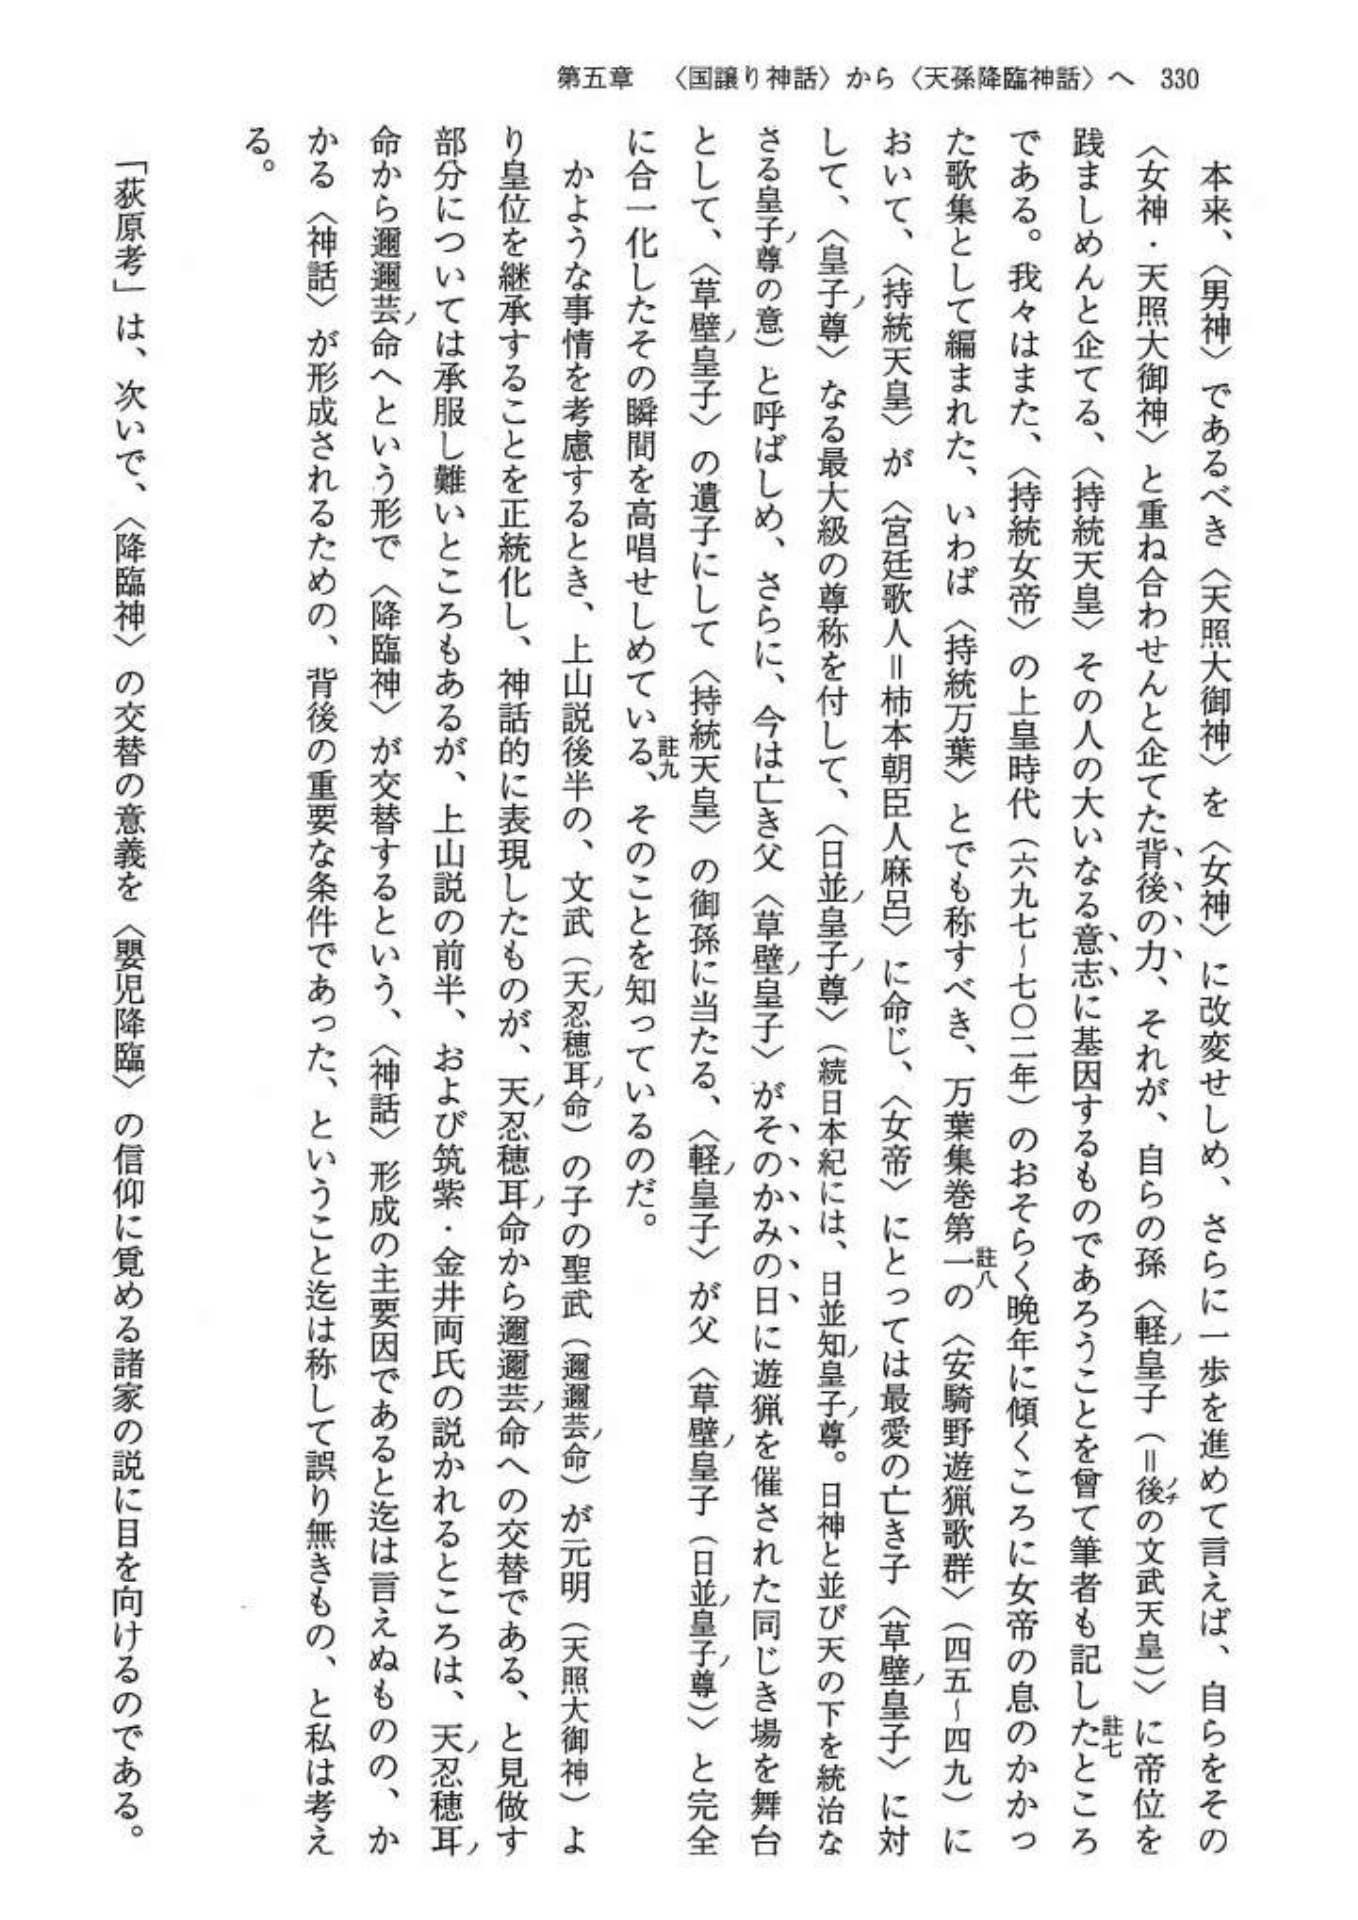 第五章　〈国譲り神話〉から〈天孫降臨神話〉へ　330
　本来、〈男神〉であるべき〈天照大御神〉を〈女神〉に改変せしめ、さらに一歩を進めて言えば、自らをその
〈女神・天照大御神〉と重ね合わせんと企てた背後の力、それが、自らの孫〈軽ノ皇子（＝後ノチの文武天皇）〉に帝位を
践ましめんと企てる、〈持統天皇〉その人の大いなる意志に基因するものであろうことを曾て筆者も記した註七ところ
である。我々はまた、〈持統女帝〉の上皇時代（六九七～七〇二年）のおそらく晩年に傾くころに女帝の息のかかっ
た歌集として編まれた、いわば〈持統万葉〉とでも称すべき、万葉集巻第一註八の〈安騎野遊猟歌群〉（四五～四九）に
おいて、〈持統天皇〉が〈宮廷歌人＝柿本朝臣人麻呂〉に命じ、〈女帝〉にとっては最愛の亡き子〈草壁ノ皇子〉に対
して、〈皇子ノ尊〉なる最大級の尊称を付して、〈日並ノ皇子ノ尊〉（続日本紀には、日並知ノ皇子ノ尊。日神と並び天の下を統治な
さる皇子ノ尊の意）と呼ばしめ、さらに、今は亡き父〈草壁ノ皇子〉がそのかみの日に遊猟を催された同じき場を舞台
として、〈草壁ノ皇子〉の遺子にして〈持統天皇〉の御孫に当たる、〈軽ノ皇子〉が父〈草壁ノ皇子（日並ノ皇子ノ尊）〉と完全
に合一化したその瞬間を高唱せしめている註九、そのことを知っているのだ。
　かような事情を考慮するとき、上山説後半の、文武（天ノ忍穂耳ノ命）の子の聖武（邇邇芸ノ命）が元明（天照大御神）よ
り皇位を継承することを正統化し、神話的に表現したものが、天ノ忍穂耳ノ命から邇邇芸ノ命への交替である、と見做す
部分については承服し難いところもあるが、上山説の前半、および筑紫・金井両氏の説かれるところは、天ノ忍穂耳ノ
命から邇邇芸ノ命へという形で〈降臨神〉が交替するという、〈神話〉形成の主要因であると迄は言えぬものの、か
かる〈神話〉が形成されるための、背後の重要な条件であった、ということ迄は称して誤り無きもの、と私は考え
る。
　「荻原考」は、次いで、〈降臨神〉の交替の意義を〈嬰児降臨〉の信仰に覓める諸家の説に目を向けるのである。